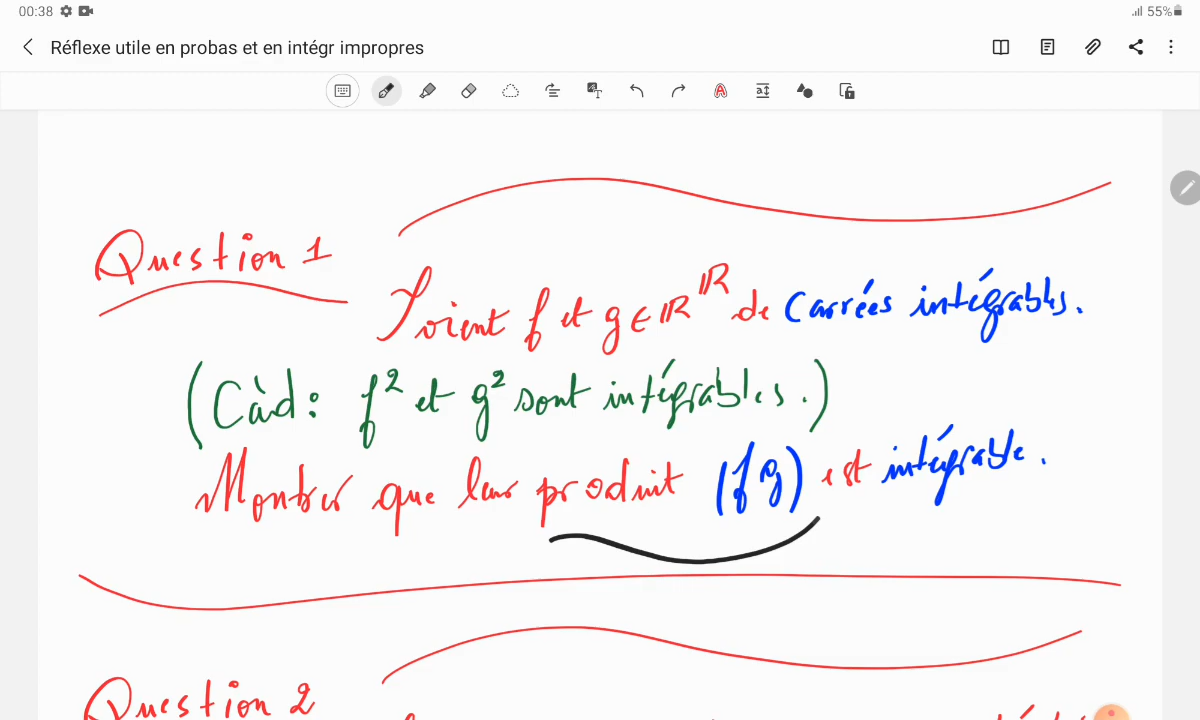 00:38 55%
Réflexe utile en probas et en intégr impropres
Question 1
Soient f et g ∈ ℝ^ℝ de Carrées intégrables.
(Càd: f² et g² sont intégrables.)
Montrer que leur produit (fg) est intégrable.
Question 2